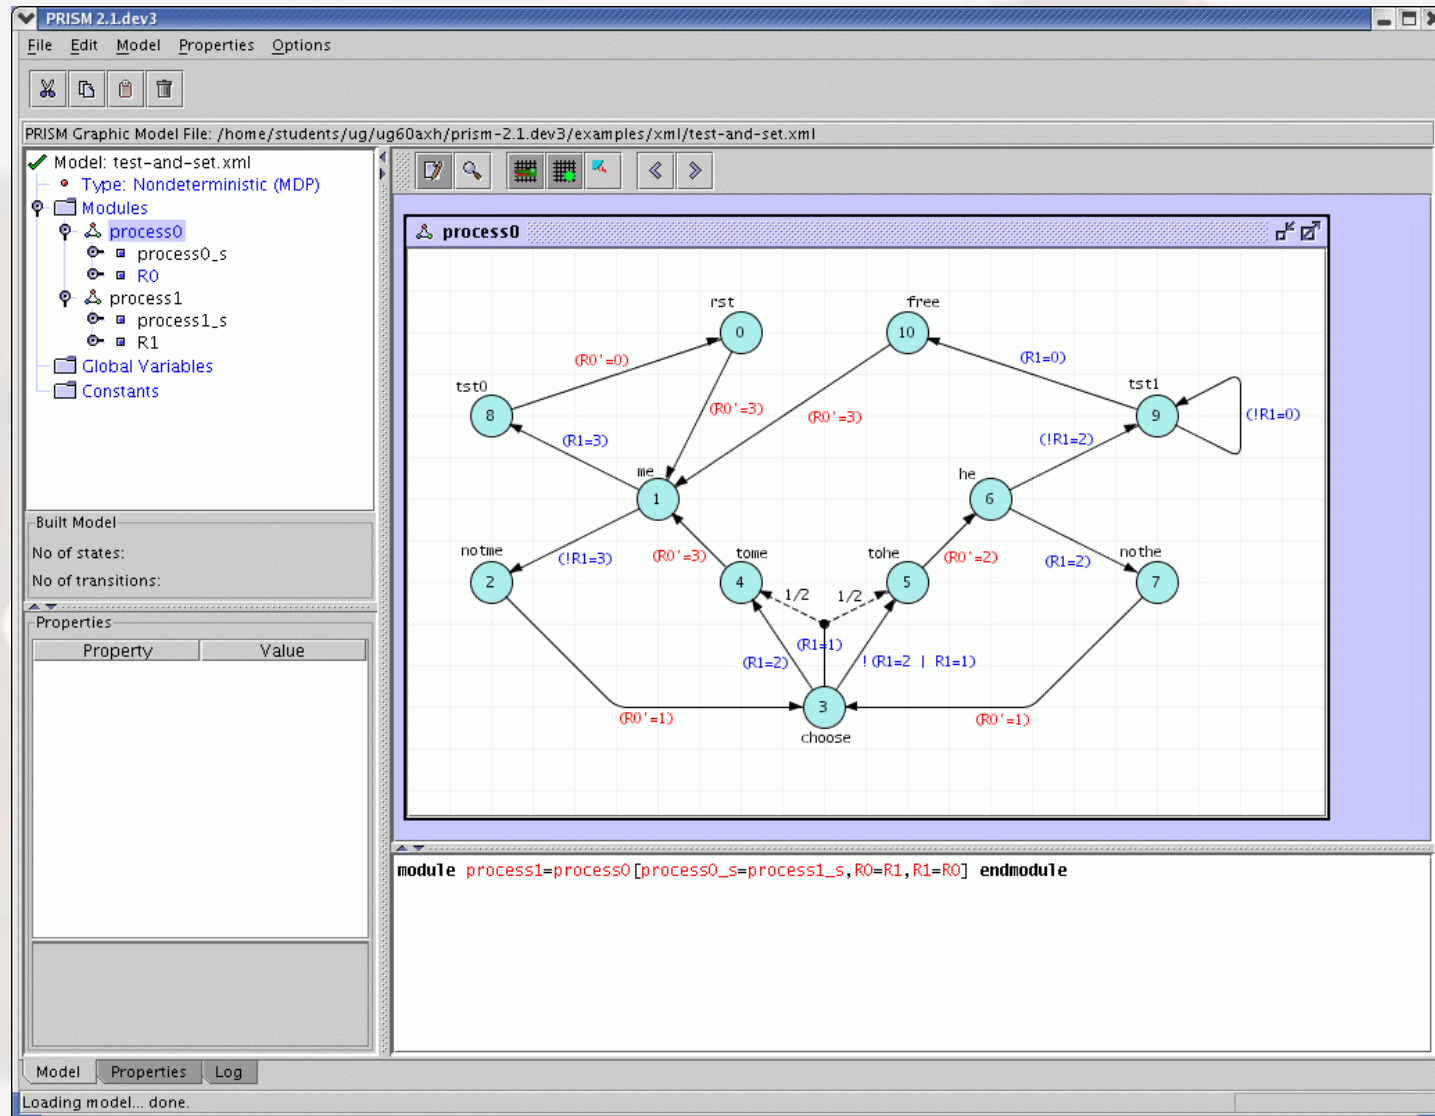 PRISM 2.1.dev3
File Edit Model Properties Options
PRISM Graphic Model File: /home/students/ug/ug60axh/prism-2.1.dev3/examples/xml/test-and-set.xml
Model: test-and-set.xml
Type: Nondeterministic (MDP)
Modules
process0
process0_s
R0
process1
process1_s
R1
Global Variables
Constants
Built Model
No of states:
No of transitions:
Properties
Property Value
process0
rst free
0 10
(R0'=0) (R1=0)
tst0 tst1
8 9
(R0'=3) (R0'=3) (!R1=0)
(R1=3) (!R1=2)
me he
1 6
notme (!R1=3) (R0'=3) tome tohe (R0'=2) (R1=2) nothe
2 4 5 7
1/2 1/2
(R1=1)
(R1=2) !(R1=2 | R1=1)
3
(R0'=1) (R0'=1)
choose
module process1=process0[process0_s=process1_s,R0=R1,R1=R0] endmodule
Model Properties Log
Loading model... done.